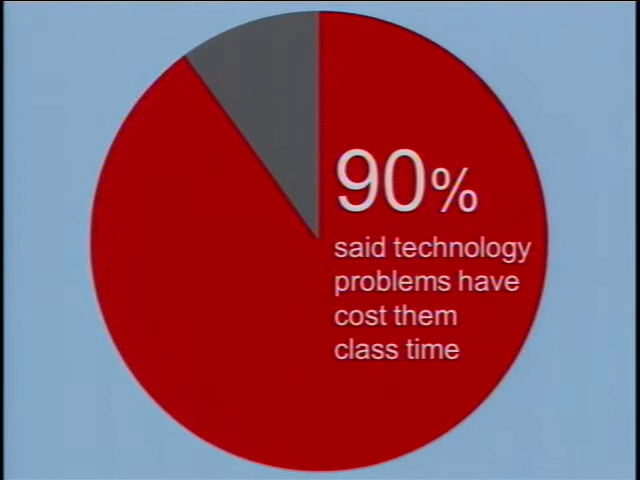 90%
said technology
problems have
cost them
class time